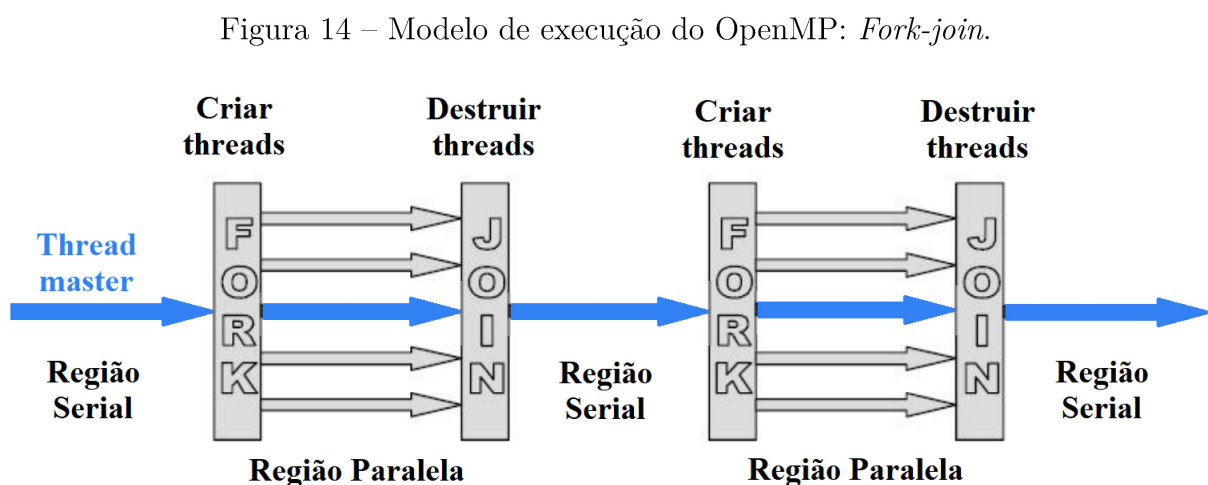 Figura 14 – Modelo de execução do OpenMP: Fork-join.
Criar
threads
Destruir
threads
Criar
threads
Destruir
threads
Thread
master
FORK
JOIN
FORK
JOIN
Região
Serial
Região
Serial
Região
Serial
Região Paralela
Região Paralela